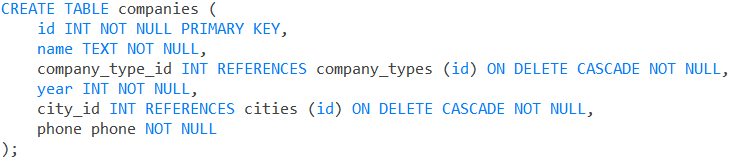 CREATE TABLE companies (
    id INT NOT NULL PRIMARY KEY,
    name TEXT NOT NULL,
    company_type_id INT REFERENCES company_types (id) ON DELETE CASCADE NOT NULL,
    year INT NOT NULL,
    city_id INT REFERENCES cities (id) ON DELETE CASCADE NOT NULL,
    phone phone NOT NULL
);